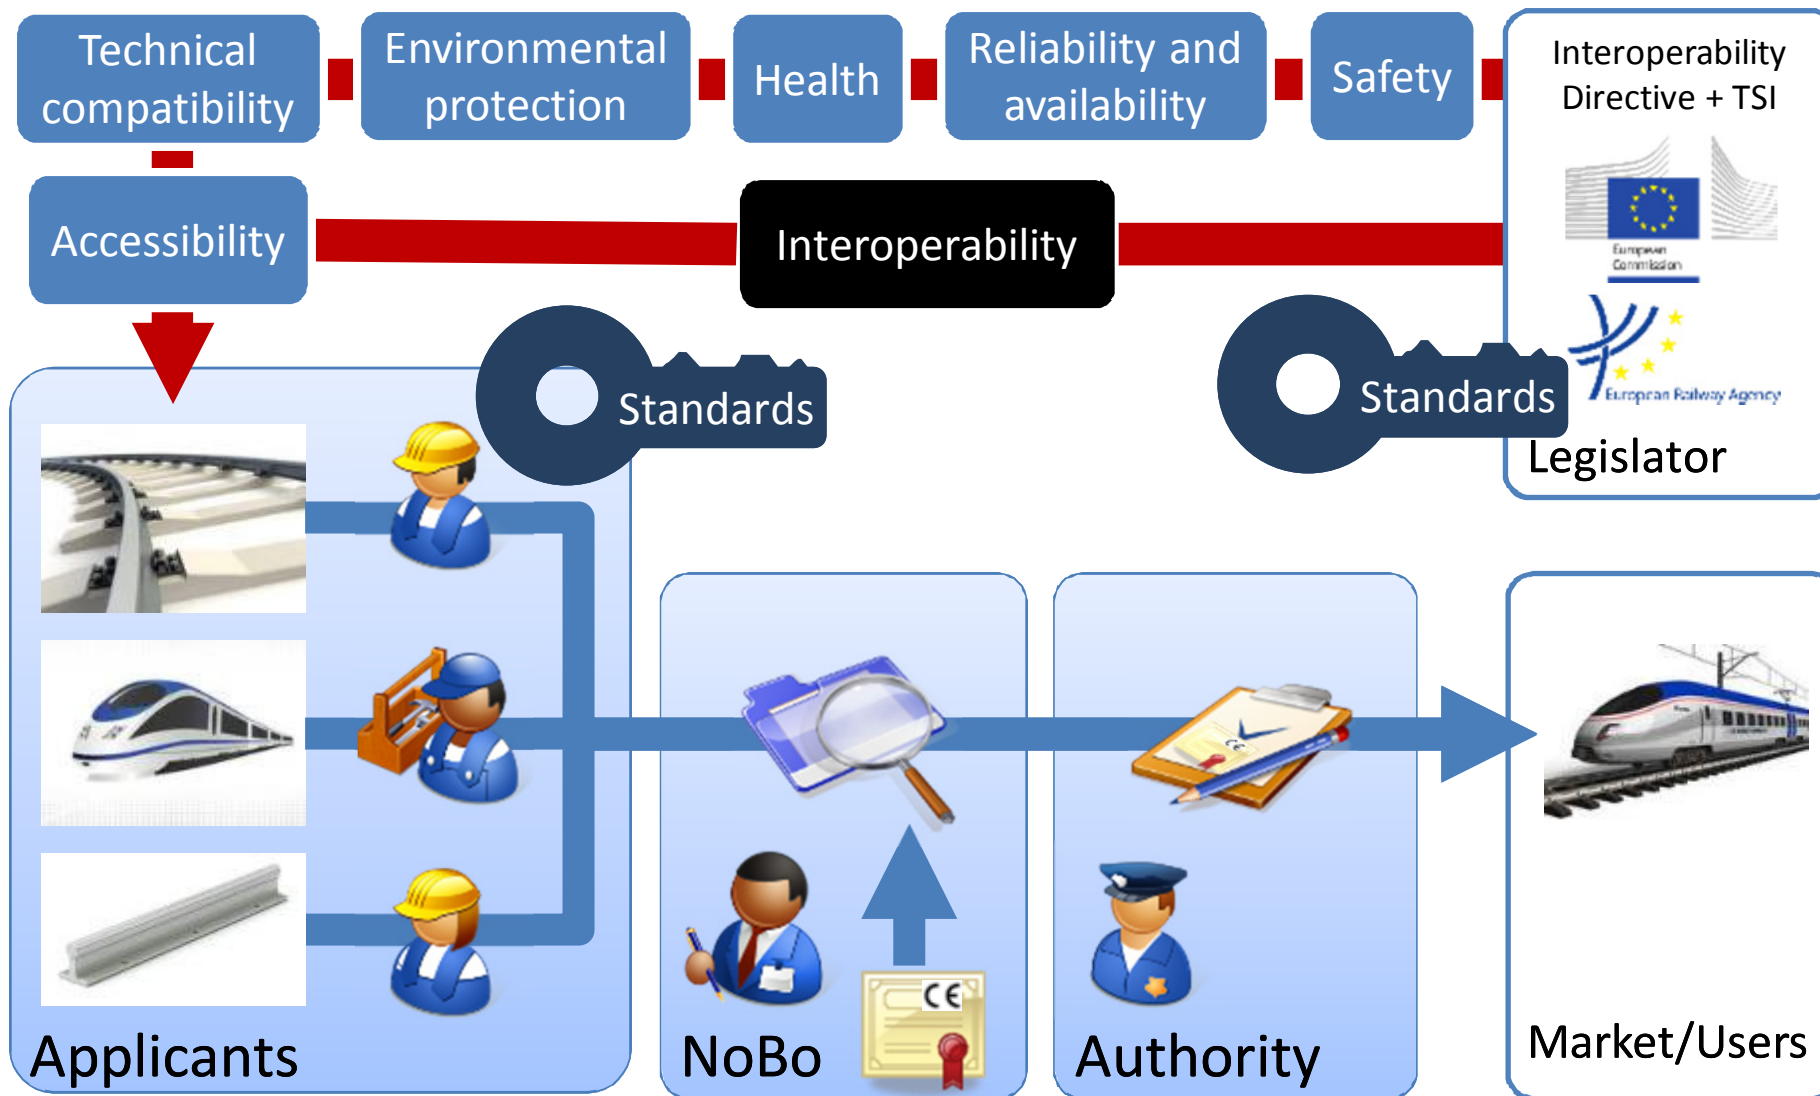 Technical
compatibility
Environmental
protection
Health
Reliability and
availability
Safety
Interoperability
Directive + TSI
European
Commission
European Railway Agency
Legislator
Accessibility
Interoperability
Standards
Standards
Applicants
NoBo
CE
CE
Authority
Market/Users